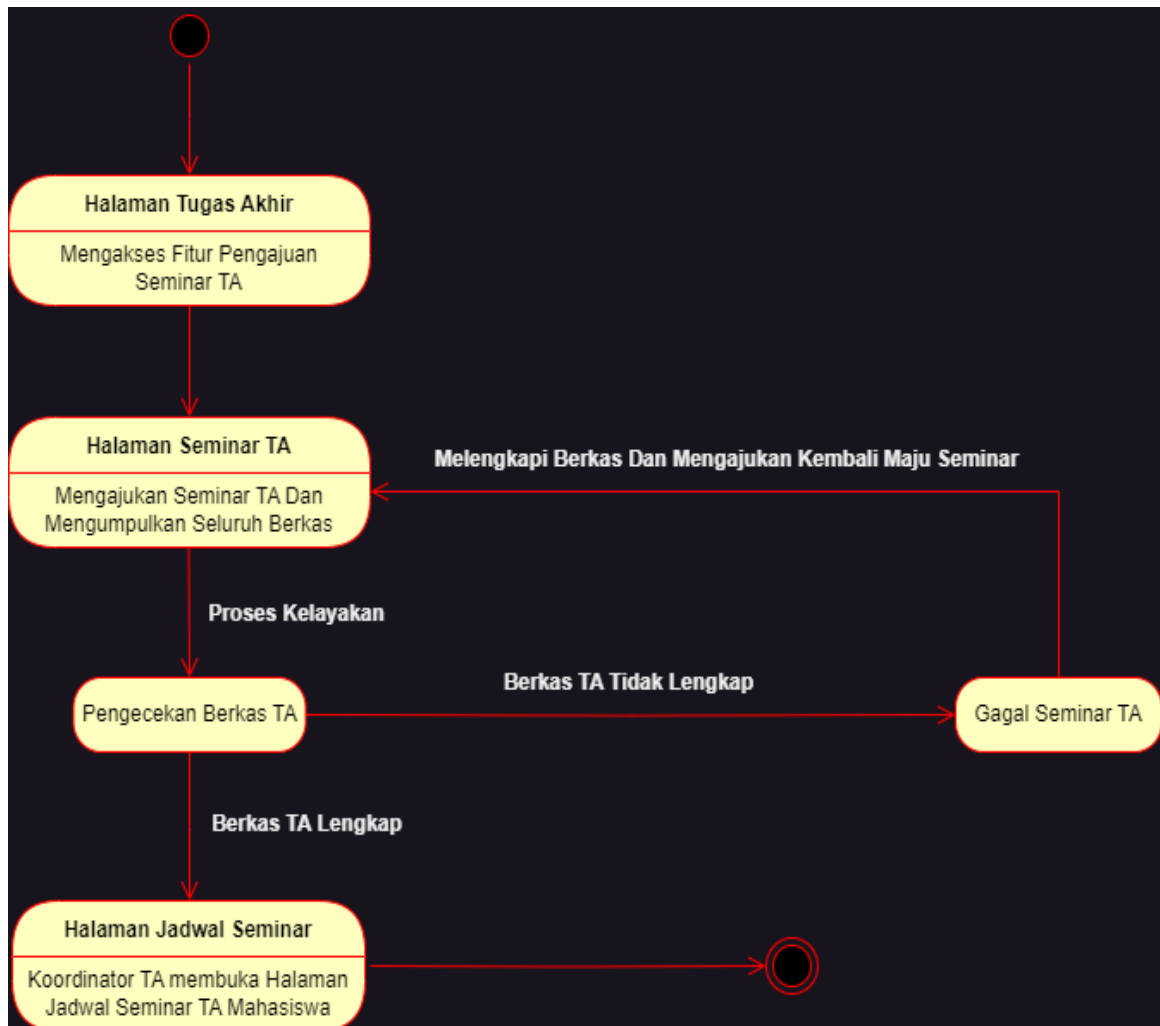 Halaman Tugas Akhir
Mengakses Fitur Pengajuan
Seminar TA
Halaman Seminar TA
Mengajukan Seminar TA Dan
Mengumpulkan Seluruh Berkas
Melengkapi Berkas Dan Mengajukan Kembali Maju Seminar
Proses Kelayakan
Pengecekan Berkas TA
Berkas TA Tidak Lengkap
Gagal Seminar TA
Berkas TA Lengkap
Halaman Jadwal Seminar
Koordinator TA membuka Halaman
Jadwal Seminar TA Mahasiswa